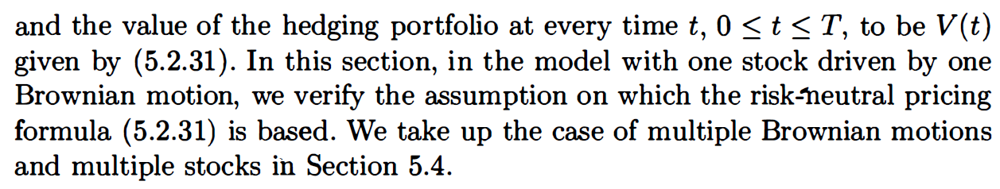 and the value of the hedging portfolio at every time t, 0 ≤ t ≤ T, to be V(t)
given by (5.2.31). In this section, in the model with one stock driven by one
Brownian motion, we verify the assumption on which the risk-neutral pricing
formula (5.2.31) is based. We take up the case of multiple Brownian motions
and multiple stocks in Section 5.4.